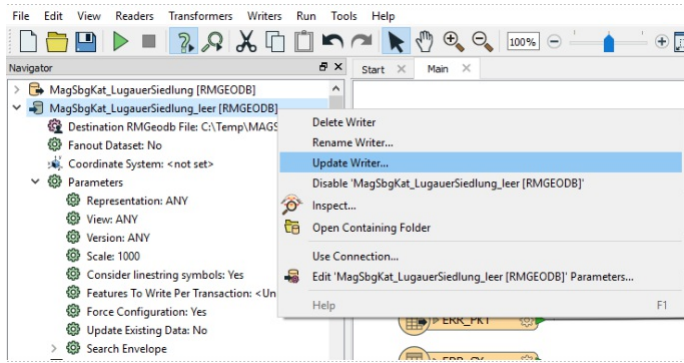 File Edit View Readers Transformers Writers Run Tools Help
100%
Navigator
Start Main
MagSbgKat_LugauerSiedlung [RMGEODB]
MagSbgKat_LugauerSiedlung_leer [RMGEODB]
Destination RMGeodb File: C:\Temp\MAGS
Fanout Dataset: No
Coordinate System: <not set>
Parameters
Representation: ANY
View: ANY
Version: ANY
Scale: 1000
Consider linestring symbols: Yes
Features To Write Per Transaction: <Un
Force Configuration: Yes
Update Existing Data: No
Search Envelope
Delete Writer
Rename Writer...
Update Writer...
Disable 'MagSbgKat_LugauerSiedlung_leer [RMGEODB]'
Inspect...
Open Containing Folder
Use Connection...
Edit 'MagSbgKat_LugauerSiedlung_leer [RMGEODB]' Parameters...
Help F1
ERR_PKT